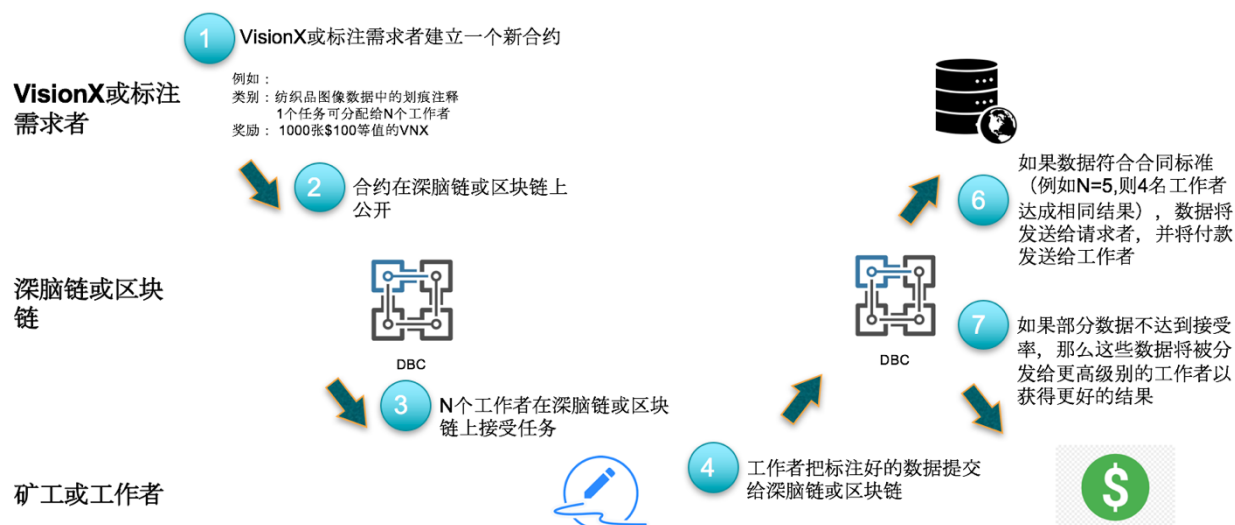 1
VisionX或标注需求者建立一个新合约
例如：
类别：纺织品图像数据中的划痕注释
1个任务可分配给N个工作者
奖励： 1000张$100等值的VNX
VisionX或标注
需求者
2
合约在深脑链或区块链上
公开
如果数据符合合同标准
（例如N=5,则4名工作者
达成相同结果），数据将
发送给请求者，并将付款
发送给工作者
6
深脑链或区块
链
DBC
DBC
7
如果部分数据不达到接受
率，那么这些数据将被分
发给更高级别的工作者以
获得更好的结果
3
N个工作者在深脑链或区块
链上接受任务
4
工作者把标注好的数据提交
给深脑链或区块链
矿工或工作者
$